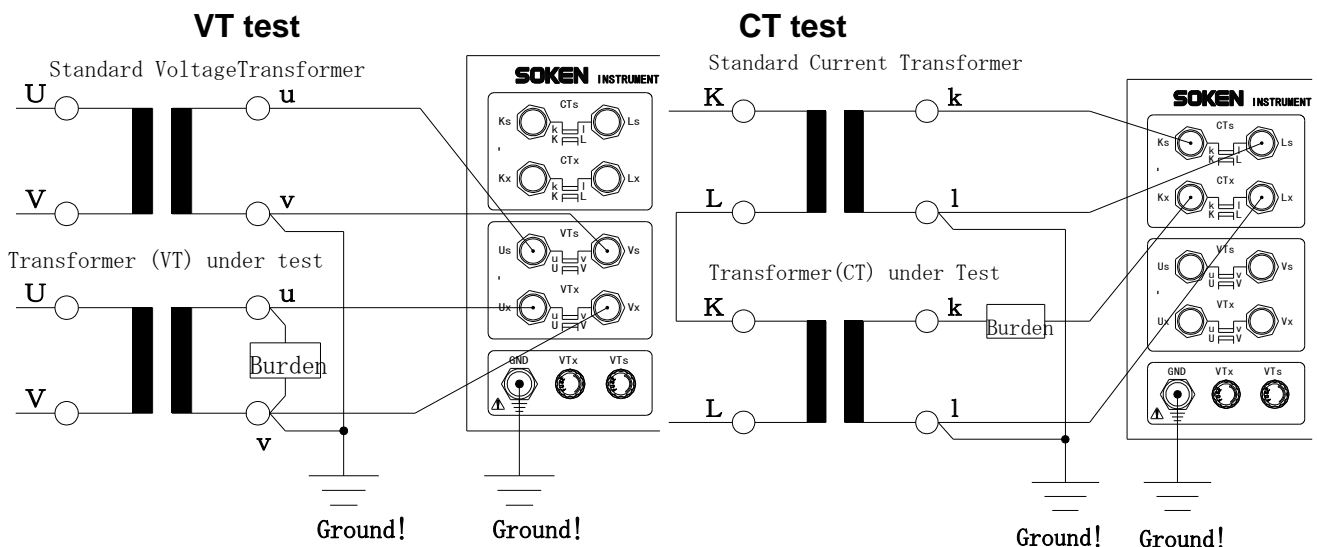 VT test
Standard VoltageTransformer
U
u
V
v
Transformer (VT) under test
U
u
Burden
V
v
Ground!
SOKEN INSTRUMENT
CTs
Ks k l Ls
K L
CTx
Kx k l Lx
K L
VTs
Us u v Vs
U V
VTx
Ux u v Vx
U V
GND VTx VTs
Ground!
CT test
Standard Current Transformer
K
k
L
l
Transformer(CT) under Test
K
k
Burden
L
l
Ground!
SOKEN INSTRUMENT
CTs
Ks k l Ls
K L
CTx
Kx k l Lx
K L
VTs
Us u v Vs
U V
VTx
Ux u v Vx
U V
GND VTx VTs
Ground!